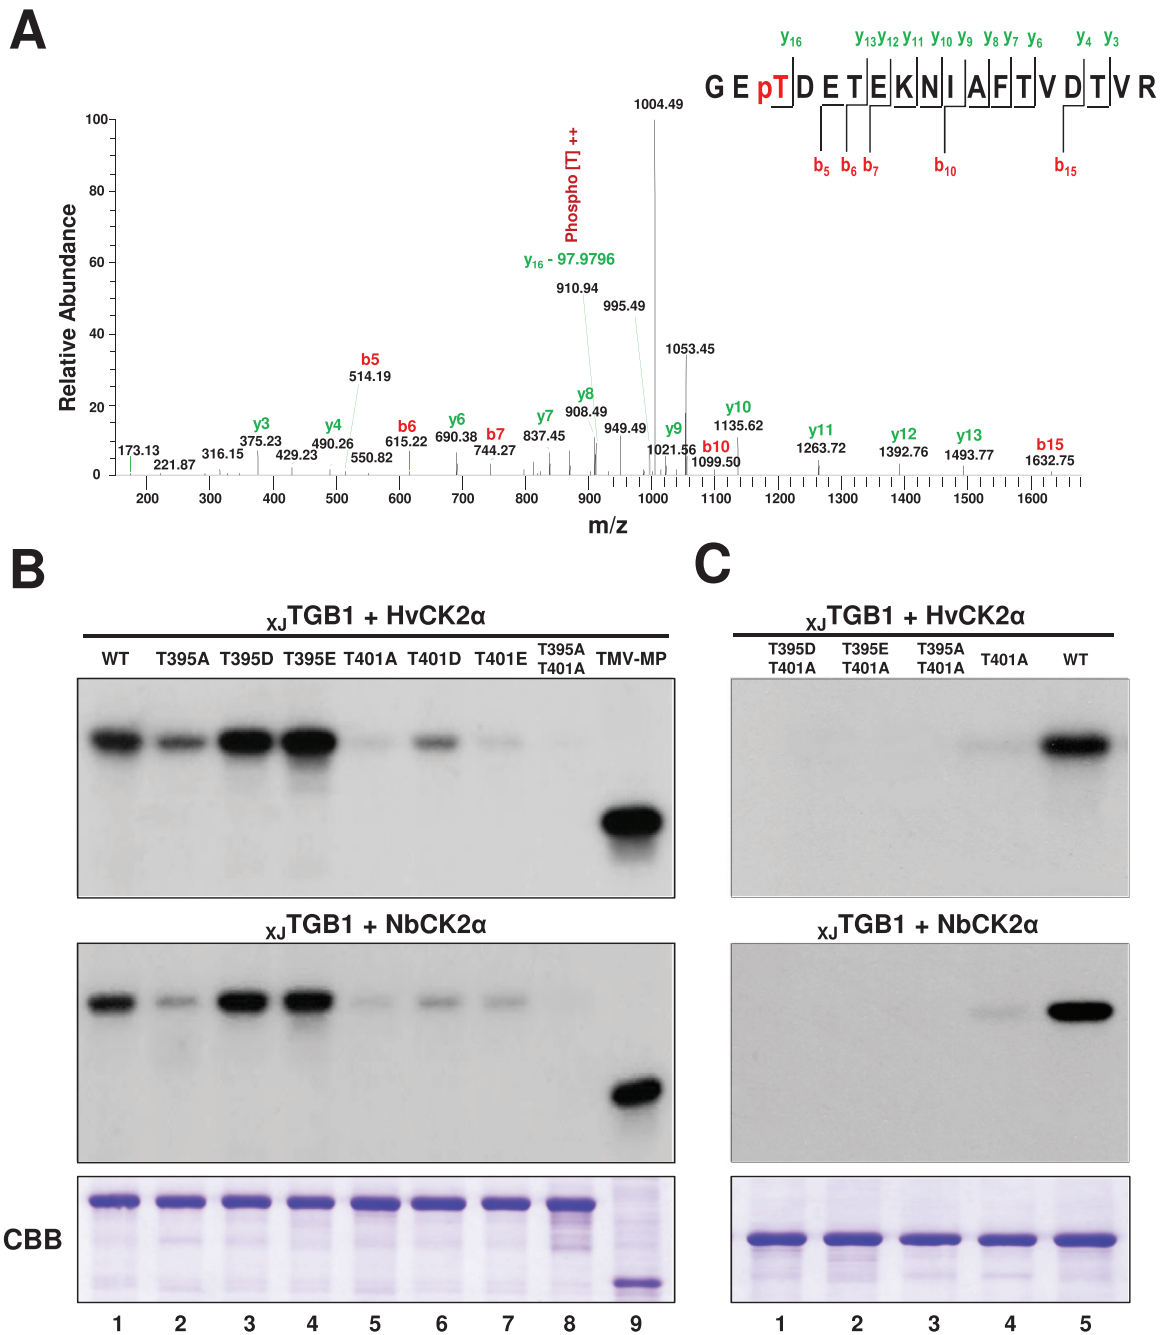 A
y16 y13 y12 y11 y10 y9 y8 y7 y6 y4 y3
G E pT D E T E K N I A F T V D T V R
b5 b6 b7 b10 b15
Relative Abundance
100
80
60
40
20
0
1004.49
Phospho [T] ++
y16 - 97.9796
910.94
995.49
1053.45
b5
514.19
y8
908.49
y10
1135.62
y7
837.45
949.49
y9
1021.56
y3
375.23
y4
490.26
b6
615.22
y6
690.38
b7
744.27
b10
1099.50
y11
1263.72
y12
1392.76
y13
1493.77
b15
1632.75
173.13
221.87
316.15
429.23
550.82
200 300 400 500 600 700 800 900 1000 1100 1200 1300 1400 1500 1600
m/z
B
XJTGB1 + HvCK2α
WT T395A T395D T395E T401A T401D T401E T395A T401A TMV-MP
XJTGB1 + NbCK2α
CBB
1 2 3 4 5 6 7 8 9
C
XJTGB1 + HvCK2α
T395D T395E T395A T401A WT
T401A T401A T401A
XJTGB1 + NbCK2α
1 2 3 4 5